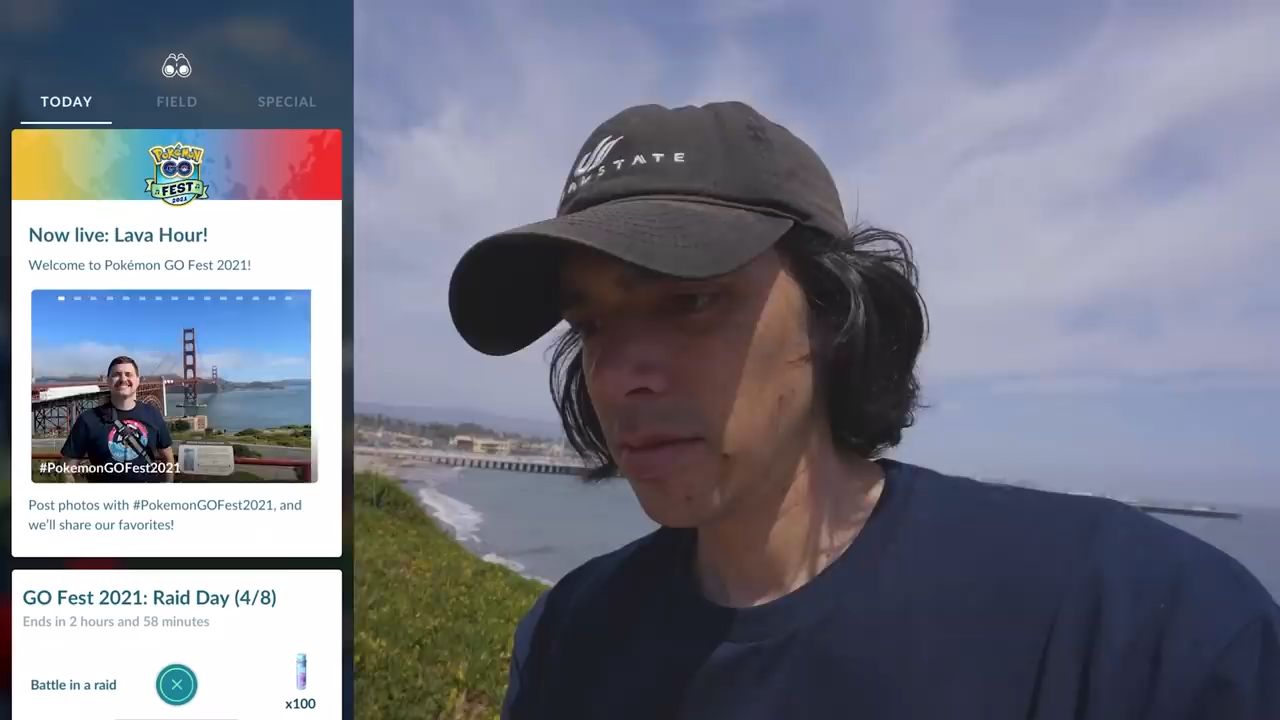 TODAY
FIELD
SPECIAL
Pokémon
GO
FEST
2021
Now live: Lava Hour!
Welcome to Pokémon GO Fest 2021!
#PokemonGOFest2021
Post photos with #PokemonGOFest2021, and
we'll share our favorites!
GO Fest 2021: Raid Day (4/8)
Ends in 2 hours and 58 minutes
Battle in a raid
x100
STATE